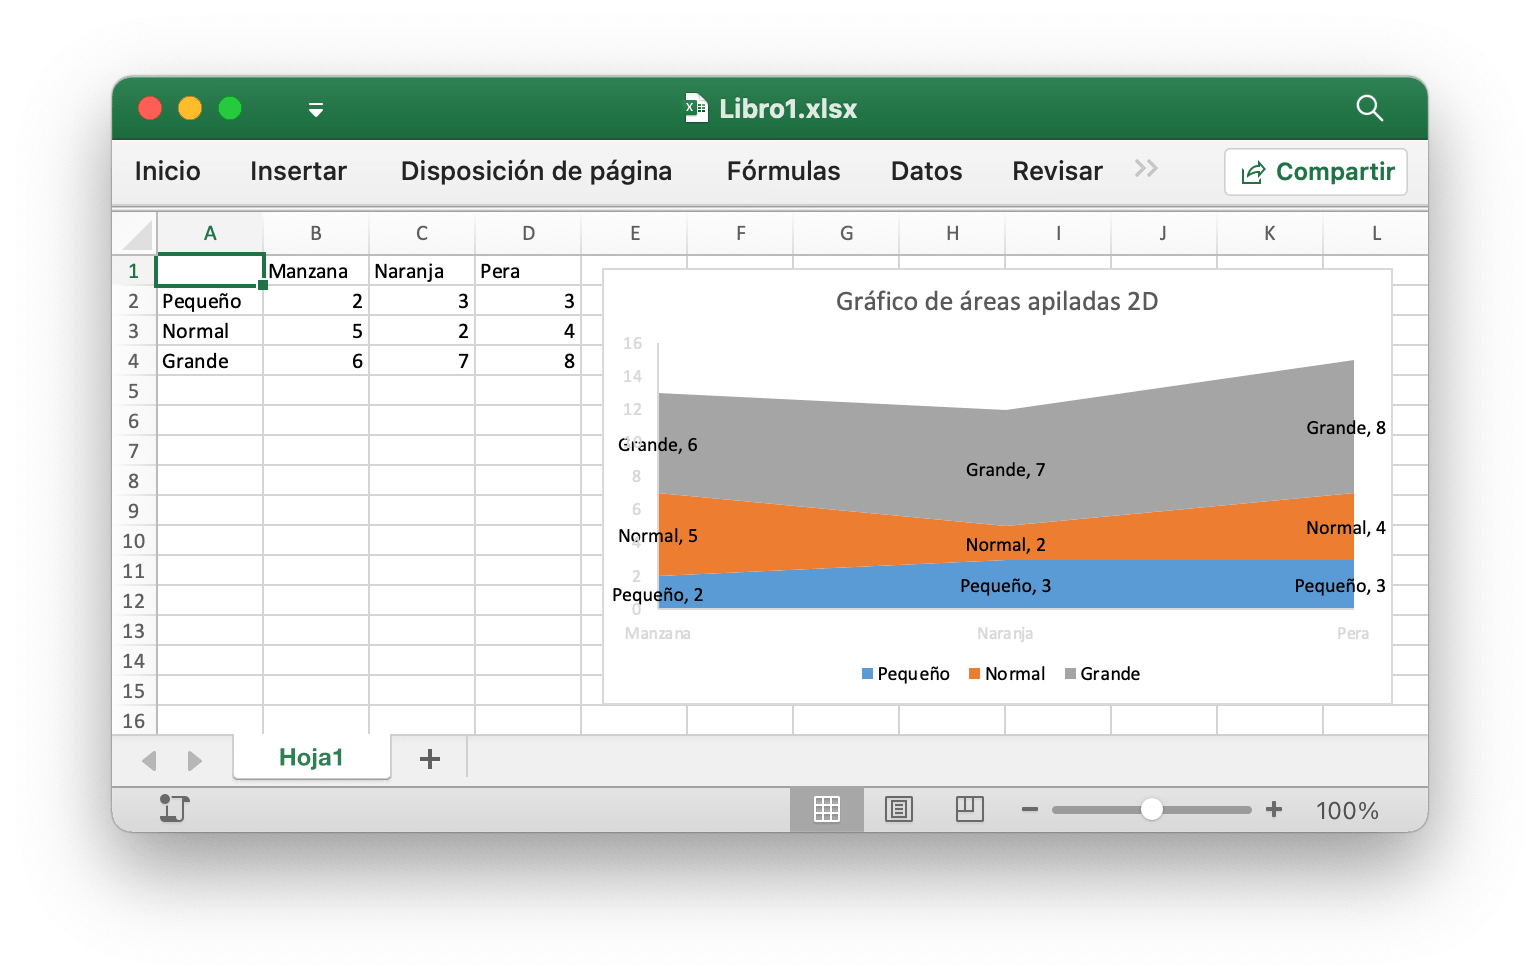 Libro1.xlsx
Inicio Insertar Disposición de página Fórmulas Datos Revisar Compartir
A B C D E F G H I J K L
1 Manzana Naranja Pera
2 Pequeño 2 3 3
3 Normal 5 2 4
4 Grande 6 7 8
5
6
7
8
9
10
11
12
13
14
15
16
Gráfico de áreas apiladas 2D
16
14
12
10
8
6
4
2
0
Grande, 6 Grande, 7 Grande, 8
Normal, 5 Normal, 2 Normal, 4
Pequeño, 2 Pequeño, 3 Pequeño, 3
Manzana Naranja Pera
Pequeño Normal Grande
Hoja1
100%